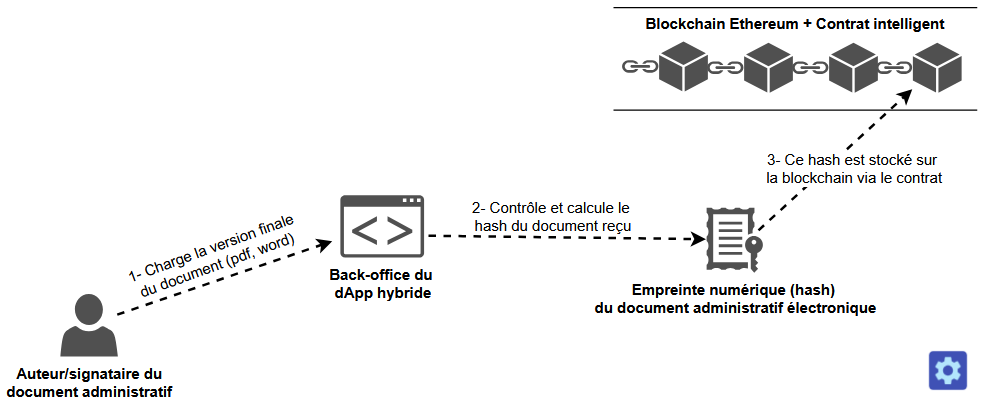 Blockchain Ethereum + Contrat intelligent
3- Ce hash est stocké sur
la blockchain via le contrat
2- Contrôle et calcule le
hash du document reçu
1- Charge la version finale
du document (pdf, word)
< >
Back-office du
dApp hybride
Empreinte numérique (hash)
du document administratif électronique
Auteur/signataire du
document administratif